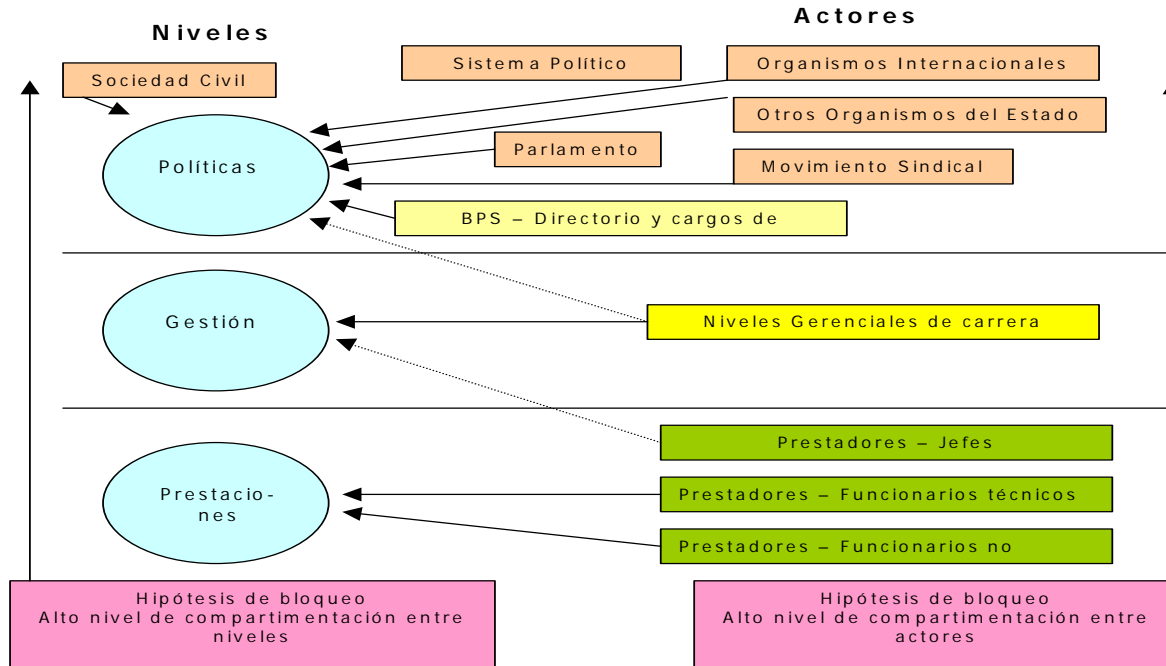 Niveles
Actores
Sociedad Civil
Sistema Político
Organismos Internacionales
Otros Organismos del Estado
Parlamento
Movimiento Sindical
Políticas
BPS – Directorio y cargos de
Gestión
Niveles Gerenciales de carrera
Prestadores – Jefes
Prestacio-
nes
Prestadores – Funcionarios técnicos
Prestadores – Funcionarios no
Hipótesis de bloqueo
Alto nivel de compartimentación entre
niveles
Hipótesis de bloqueo
Alto nivel de compartimentación entre
actores